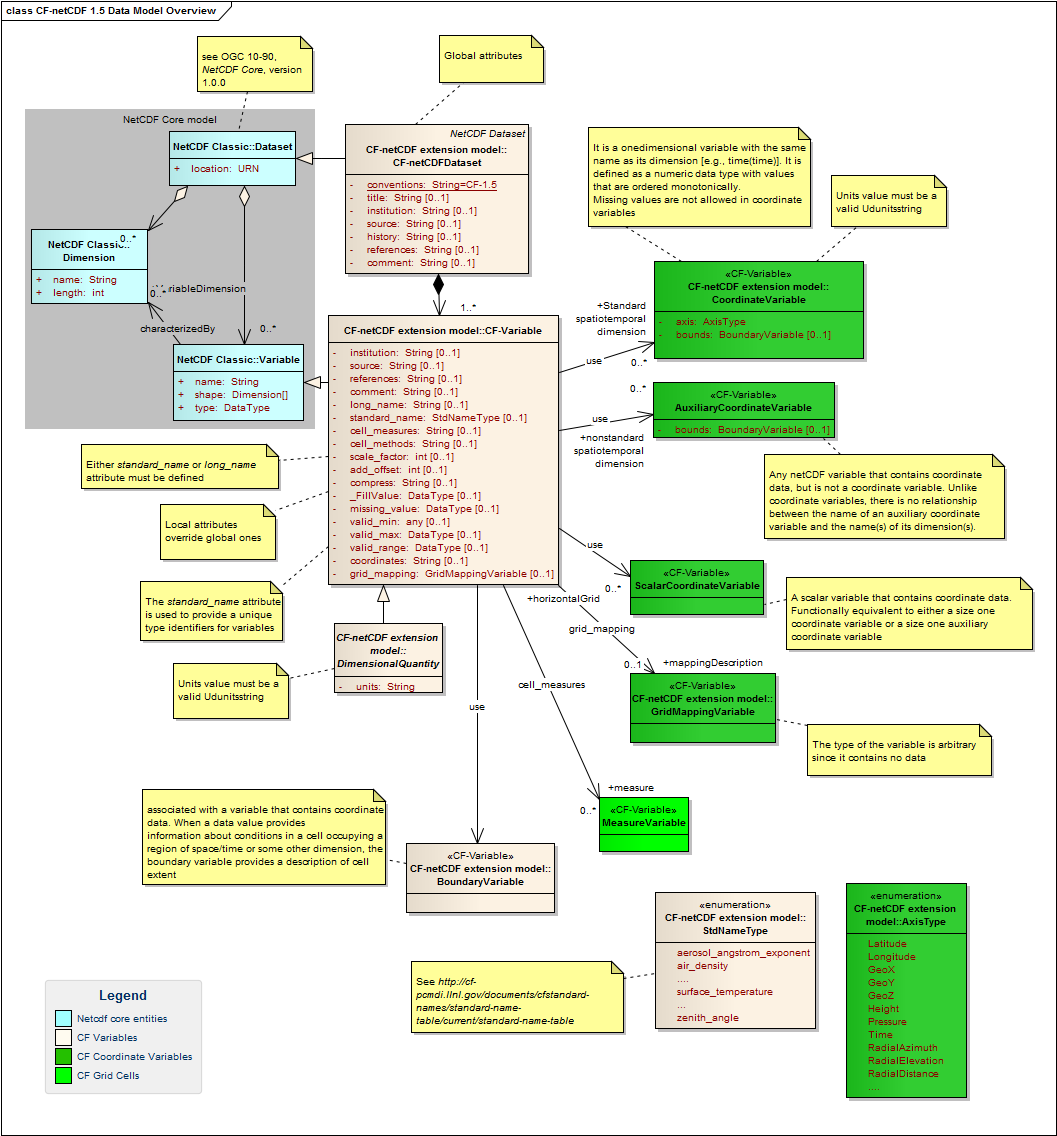 class CF-netCDF 1.5 Data Model Overview
see OGC 10-90,
NetCDF Core, version
1.0.0
Global attributes
NetCDF Core model
NetCDF Classic::Dataset
+ location: URN
NetCDF Dataset
CF-netCDF extension model::
CF-netCDFDataset
- conventions: String=CF-1.5
- title: String [0..1]
- institution: String [0..1]
- source: String [0..1]
- history: String [0..1]
- references: String [0..1]
- comment: String [0..1]
It is a onedimensional variable with the same
name as its dimension [e.g., time(time)]. It is
defined as a numeric data type with values
that are ordered monotonically.
Missing values are not allowed in coordinate
variables
Units value must be a
valid Udunitsstring
0..*
NetCDF Classic::
Dimension
+ name: String
+ length: int
0..*
riableDimension
characterizedBy
0..*
NetCDF Classic::Variable
+ name: String
+ shape: Dimension[]
+ type: DataType
1..*
CF-netCDF extension model::CF-Variable
- institution: String [0..1]
- source: String [0..1]
- references: String [0..1]
- comment: String [0..1]
- long_name: String [0..1]
- standard_name: StdNameType [0..1]
- cell_measures: String [0..1]
- cell_methods: String [0..1]
- scale_factor: int [0..1]
- add_offset: int [0..1]
- compress: String [0..1]
- _FillValue: DataType [0..1]
- missing_value: DataType [0..1]
- valid_min: any [0..1]
- valid_max: DataType [0..1]
- valid_range: DataType [0..1]
- coordinates: String [0..1]
- grid_mapping: GridMappingVariable [0..1]
«CF-Variable»
CF-netCDF extension model::
CoordinateVariable
- axis: AxisType
- bounds: BoundaryVariable [0..1]
+Standard
spatiotemporal
dimension
use
0..*
0..*
«CF-Variable»
AuxiliaryCoordinateVariable
- bounds: BoundaryVariable [0..1]
use
+nonstandard
spatiotemporal
dimension
Either standard_name or long_name
attribute must be defined
Any netCDF variable that contains coordinate
data, but is not a coordinate variable. Unlike
coordinate variables, there is no relationship
between the name of an auxiliary coordinate
variable and the name(s) of its dimension(s).
Local attributes
override global ones
use
0..*
«CF-Variable»
ScalarCoordinateVariable
The standard_name attribute
is used to provide a unique
type identifiers for variables
A scalar variable that contains coordinate data.
Functionally equivalent to either a size one
coordinate variable or a size one auxiliary
coordinate variable
+horizontalGrid
grid_mapping
0..1
+mappingDescription
CF-netCDF extension
model::
DimensionalQuantity
- units: String
Units value must be a
valid Udunitsstring
«CF-Variable»
CF-netCDF extension model::
GridMappingVariable
cell_measures
use
The type of the variable is arbitrary
since it contains no data
+measure
0..*
«CF-Variable»
MeasureVariable
associated with a variable that contains coordinate
data. When a data value provides
information about conditions in a cell occupying a
region of space/time or some other dimension, the
boundary variable provides a description of cell
extent
«CF-Variable»
CF-netCDF extension model::
BoundaryVariable
«enumeration»
CF-netCDF extension model::
StdNameType
aerosol_angstrom_exponent
air_density
....
surface_temperature
...
zenith_angle
«enumeration»
CF-netCDF extension
model::AxisType
Latitude
Longitude
GeoX
GeoY
GeoZ
Height
Pressure
Time
RadialAzimuth
RadialElevation
RadialDistance
....
See http://cf-
pcmdi.llnl.gov/documents/cfstandard-
names/standard-name-
table/current/standard-name-table
Legend
Netcdf core entities
CF Variables
CF Coordinate Variables
CF Grid Cells